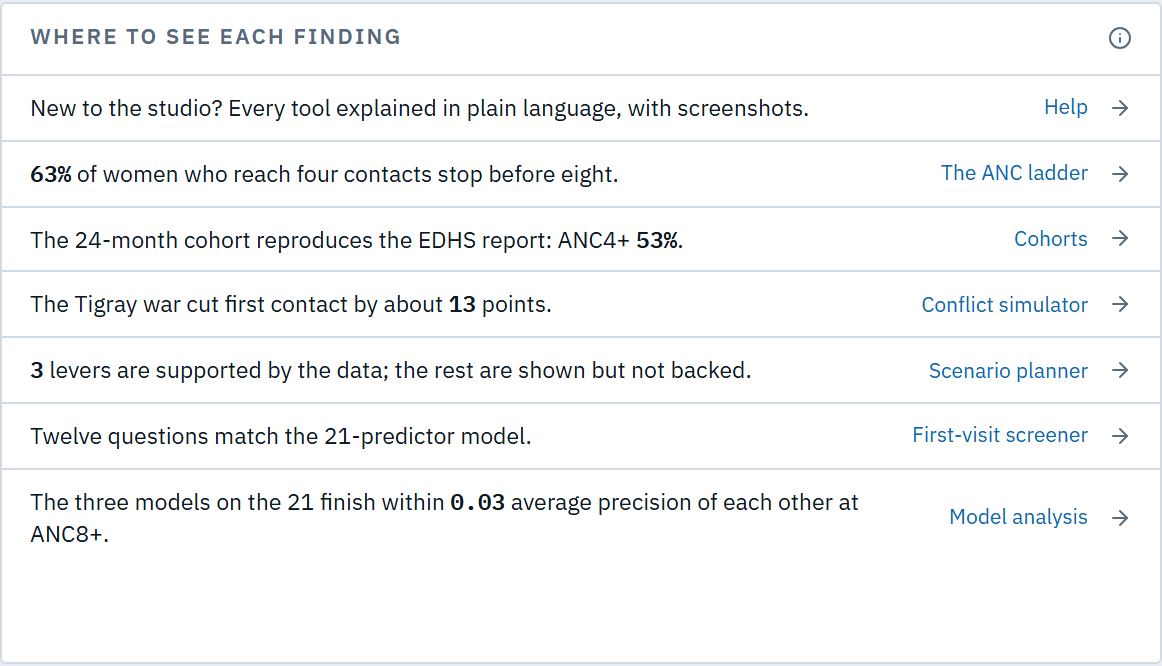 WHERE TO SEE EACH FINDING
New to the studio? Every tool explained in plain language, with screenshots.
Help →
63% of women who reach four contacts stop before eight.
The ANC ladder →
The 24-month cohort reproduces the EDHS report: ANC4+ 53%.
Cohorts →
The Tigray war cut first contact by about 13 points.
Conflict simulator →
3 levers are supported by the data; the rest are shown but not backed.
Scenario planner →
Twelve questions match the 21-predictor model.
First-visit screener →
The three models on the 21 finish within 0.03 average precision of each other at
ANC8+.
Model analysis →